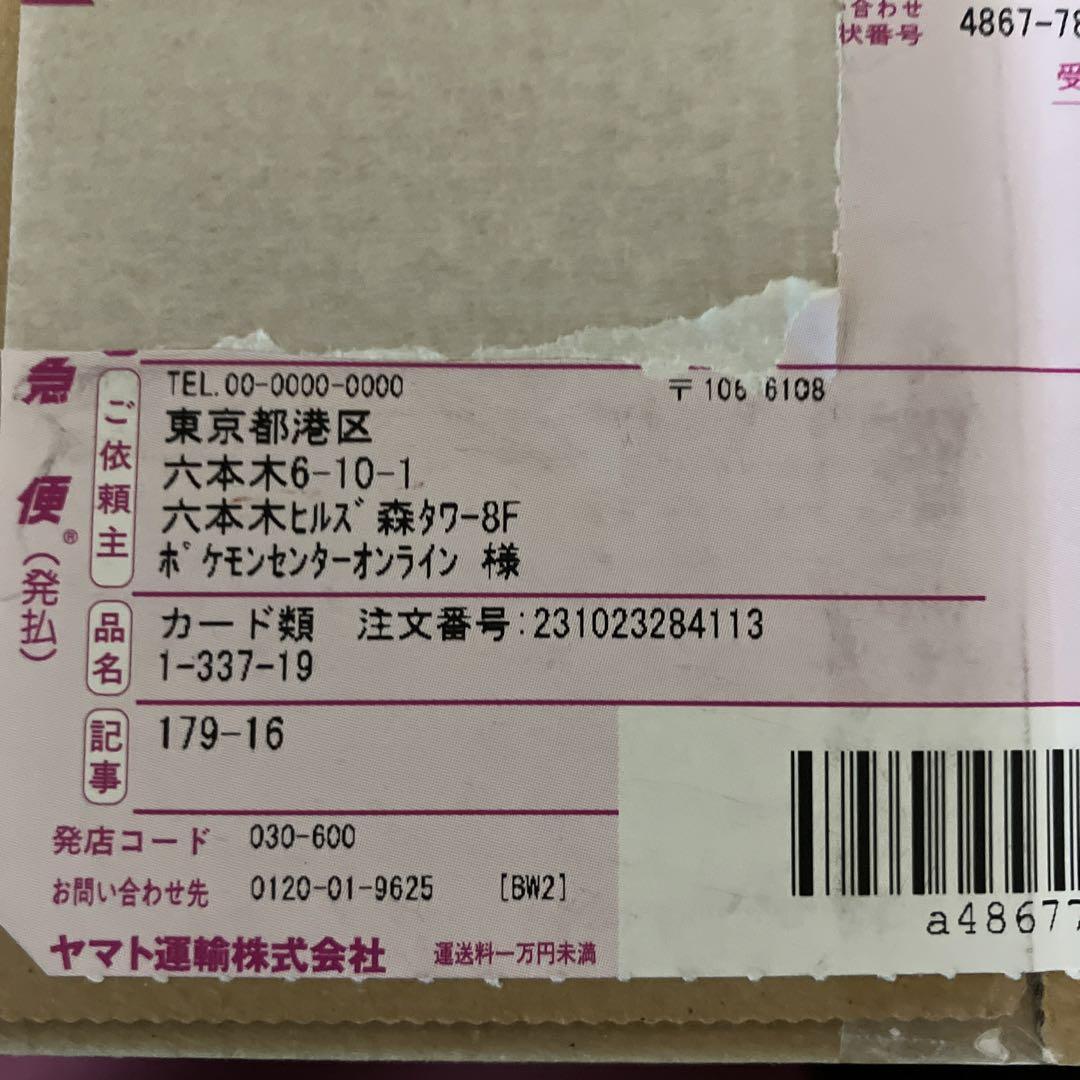 合わせ
状番号 4867-78
受
急便®(発払)
ご依頼主
TEL.00-0000-0000 〒106 6108
東京都港区
六本木6-10-1
六本木ﾋﾙｽﾞ森ﾀﾜｰ8F
ﾎﾟｹﾓﾝｾﾝﾀｰｵﾝﾗｲﾝ 様
品名
カード類 注文番号:231023284113
1-337-19
記事
179-16
発店コード 030-600
お問い合わせ先 0120-01-9625 [BW2]
a48677
ヤマト運輸株式会社 運送料一万円未満